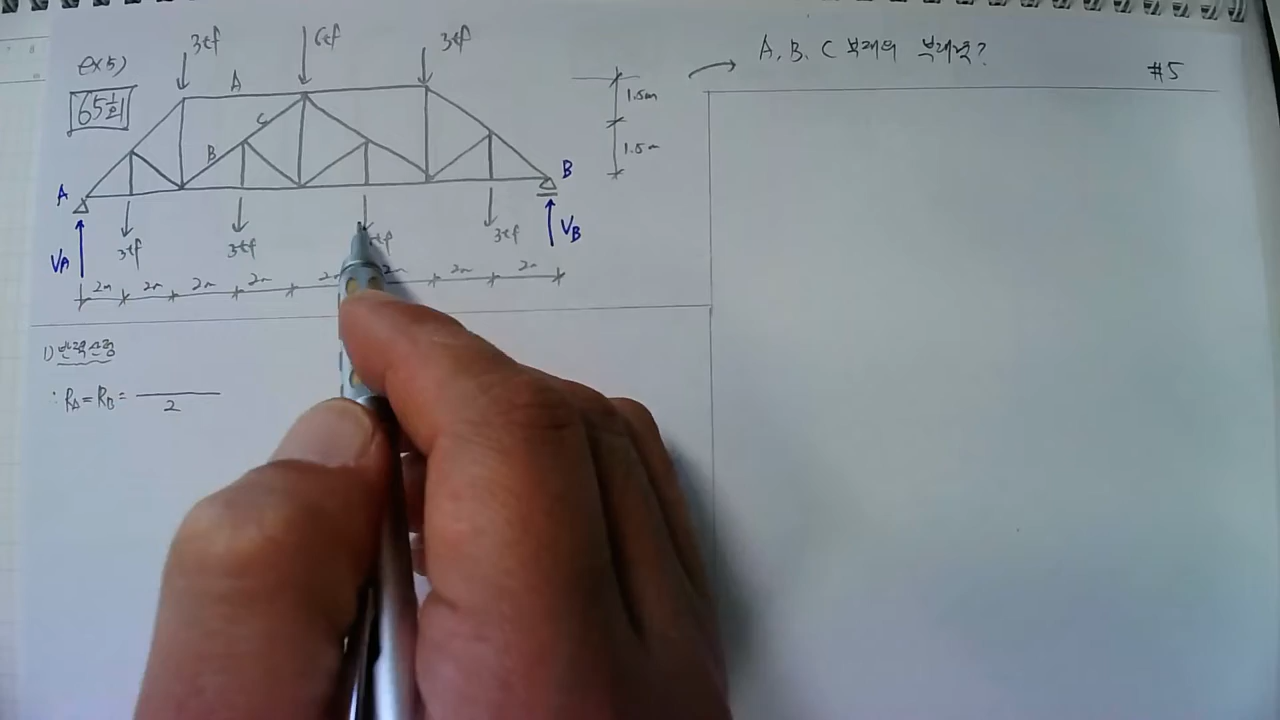 ex5)
65회
3tf 6tf 3tf
A
C
B
A B
1.5m
1.5m
VA VB
3tf 3tf tf 3tf
2m 2m 2m 2m 2m 2m 2m 2m
1) 반력산정
∴ RA = RB = 2
A, B, C 부재의 부재력?
#5